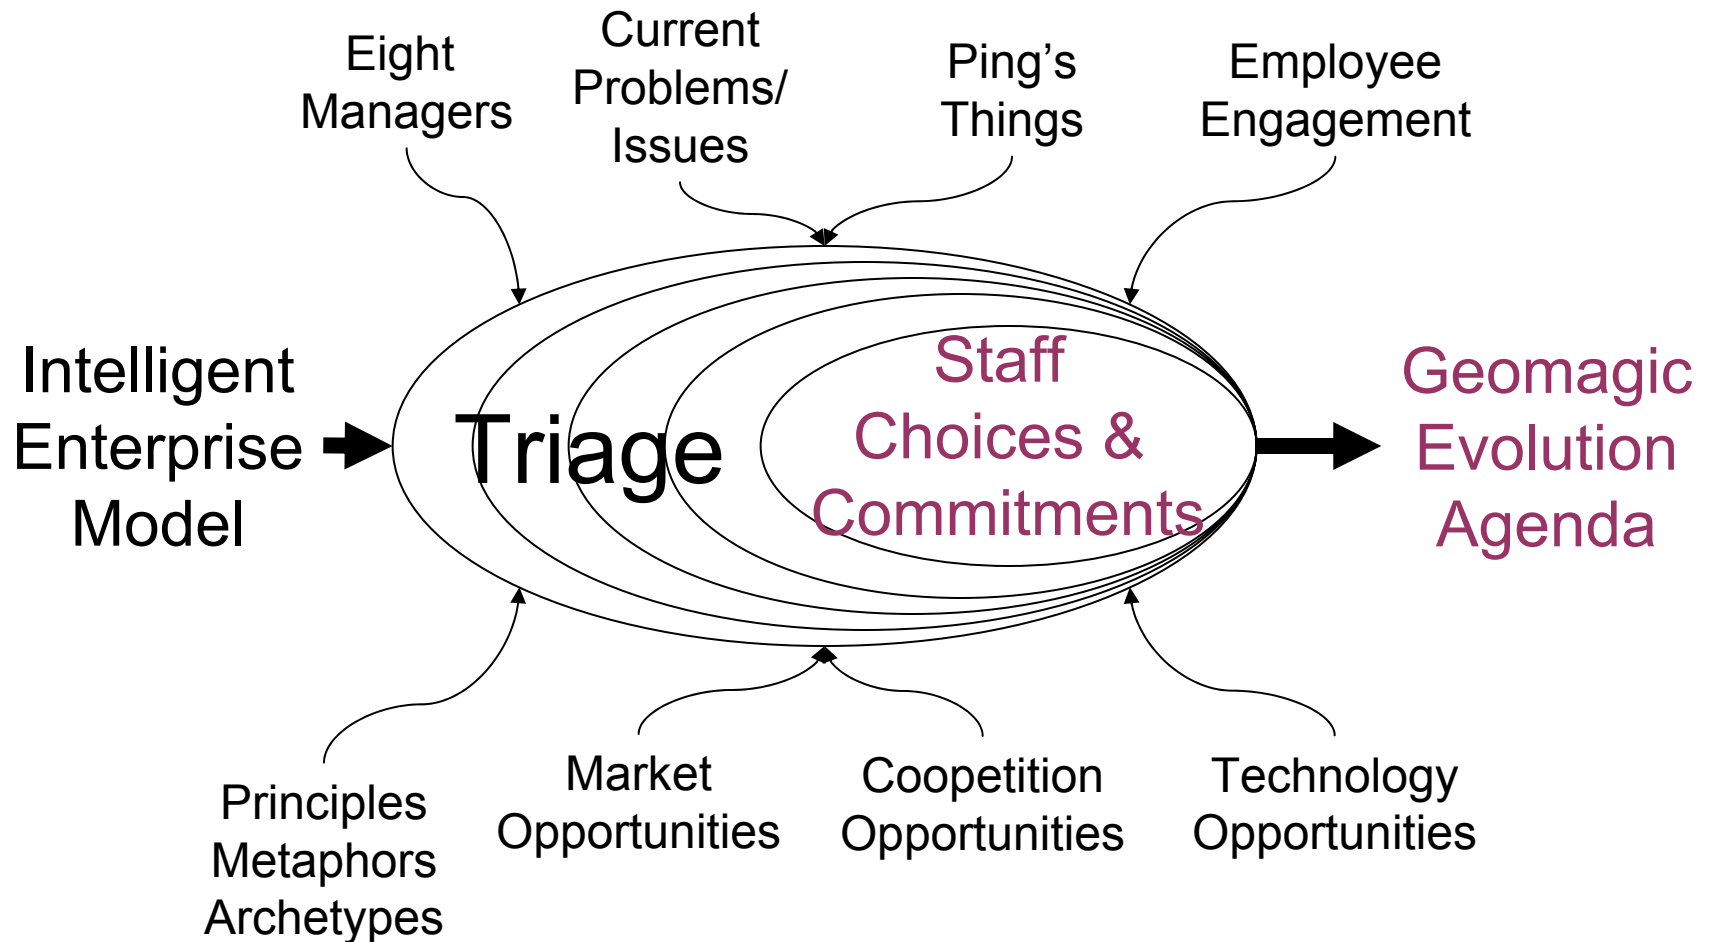 Eight
Managers
Current
Problems/
Issues
Ping’s
Things
Employee
Engagement
Intelligent
Enterprise
Model
Triage
Staff
Choices &
Commitments
Geomagic
Evolution
Agenda
Principles
Metaphors
Archetypes
Market
Opportunities
Coopetition
Opportunities
Technology
Opportunities